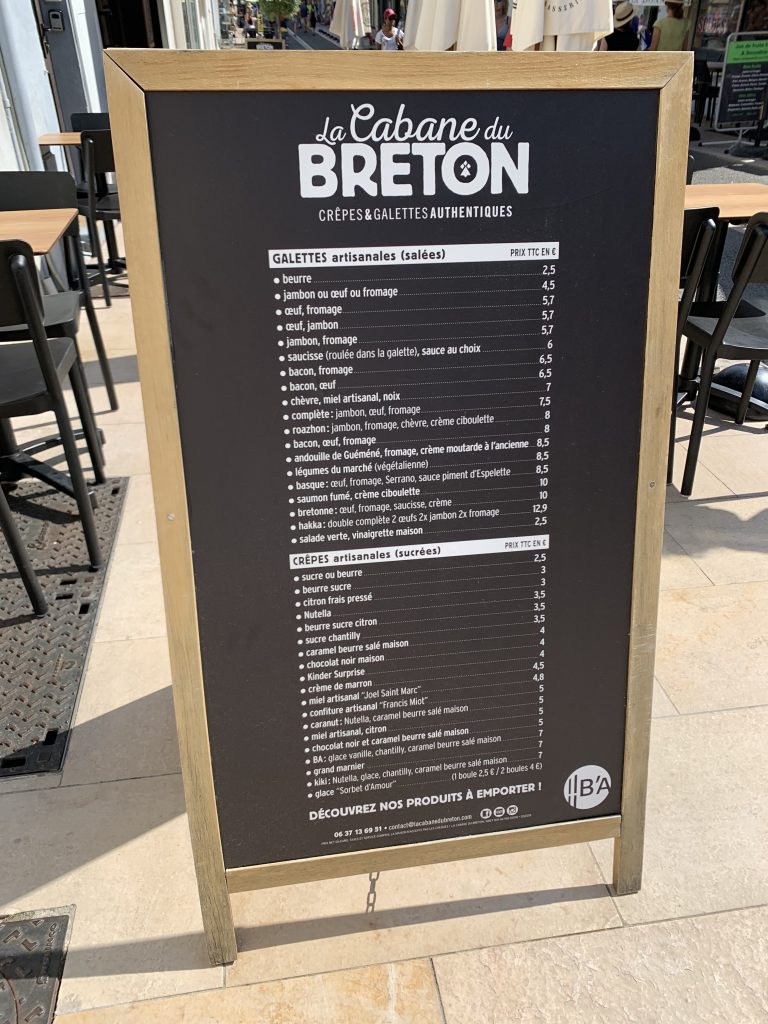 La Cabane du
BRETON
CRÊPES & GALETTES AUTHENTIQUES
GALETTES artisanales (salées) PRIX TTC EN €
• beurre 2,5
• jambon ou œuf ou fromage 4,5
• œuf, fromage 5,7
• œuf, jambon 5,7
• jambon, fromage 5,7
• saucisse (roulée dans la galette), sauce au choix 6
• bacon, fromage 6,5
• bacon, œuf 6,5
• chèvre, miel artisanal, noix 7
• complète : jambon, œuf, fromage 7,5
• roazhon : jambon, fromage, chèvre, crème ciboulette 8
• bacon, œuf, fromage 8
• andouille de Guéméné, fromage, crème moutarde à l'ancienne 8,5
• légumes du marché (végétalienne) 8,5
• basque : œuf, fromage, Serrano, sauce piment d'Espelette 8,5
• saumon fumé, crème ciboulette 10
• bretonne : œuf, fromage, saucisse, crème 10
• hakka : double complète 2 œufs 2x jambon 2x fromage 12,9
• salade verte, vinaigrette maison 2,5
CRÊPES artisanales (sucrées) PRIX TTC EN €
• sucre ou beurre 2,5
• beurre sucre 3
• citron frais pressé 3
• Nutella 3,5
• beurre sucre citron 3,5
• sucre chantilly 3,5
• caramel beurre salé maison 4
• chocolat noir maison 4
• Kinder Surprise 4
• crème de marron 4,5
• miel artisanal "Joel Saint Marc" 4,8
• confiture artisanal "Francis Miot" 5
• caranut : Nutella, caramel beurre salé maison 5
• miel artisanal, citron 5
• chocolat noir et caramel beurre salé maison 5
• BA : glace vanille, chantilly, caramel beurre salé maison 7
• grand marnier 7
• kiki : Nutella, glace, chantilly, caramel beurre salé maison 7
• glace "Sorbet d'Amour" (1 boule 2,5 € / 2 boules 4 €)
DÉCOUVREZ NOS PRODUITS À EMPORTER !
B'A
06 37 13 69 51 • contact@lacabanedubreton.com